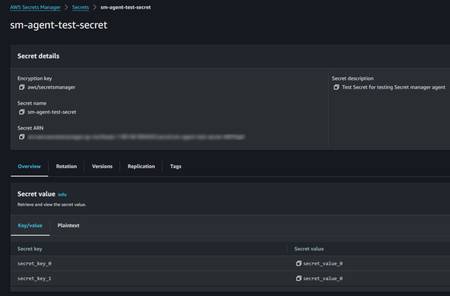 AWS Secrets Manager > Secrets > sm-agent-test-secret
sm-agent-test-secret
Secret details
Encryption key
aws/secretsmanager
Secret description
Test Secret for testing Secret manager agent
Secret name
sm-agent-test-secret
Secret ARN
Overview Rotation Versions Replication Tags
Secret value Info
Retrieve and view the secret value.
Key/value Plaintext
Secret key Secret value
secret_key_0 secret_value_0
secret_key_1 secret_value_0